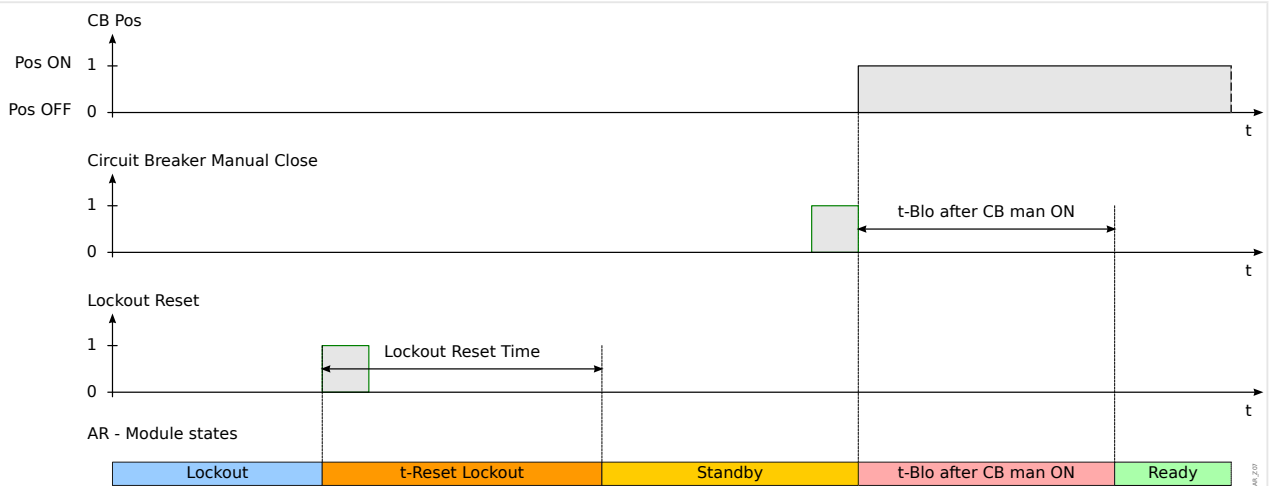 CB Pos
Pos ON 1
Pos OFF 0
t
Circuit Breaker Manual Close
1
t-Blo after CB man ON
0
t
Lockout Reset
1
Lockout Reset Time
0
t
AR - Module states
Lockout t-Reset Lockout Standby t-Blo after CB man ON Ready
AR_Z07